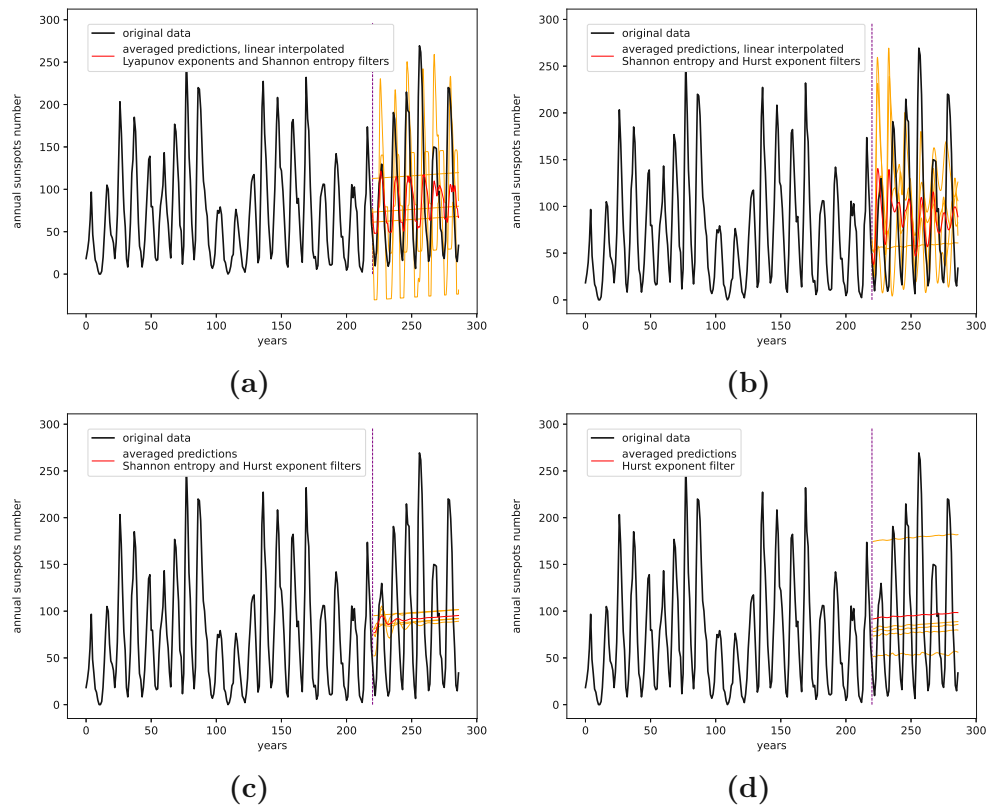 300
250
200
150
100
50
0
annual sunspots number
original data
averaged predictions, linear interpolated
Lyapunov exponents and Shannon entropy filters
0 50 100 150 200 250 300
years
(a)
300
250
200
150
100
50
0
annual sunspots number
original data
averaged predictions, linear interpolated
Shannon entropy and Hurst exponent filters
0 50 100 150 200 250 300
years
(b)
300
250
200
150
100
50
0
annual sunspots number
original data
averaged predictions
Shannon entropy and Hurst exponent filters
0 50 100 150 200 250 300
years
(c)
300
250
200
150
100
50
0
annual sunspots number
original data
averaged predictions
Hurst exponent filter
0 50 100 150 200 250 300
years
(d)